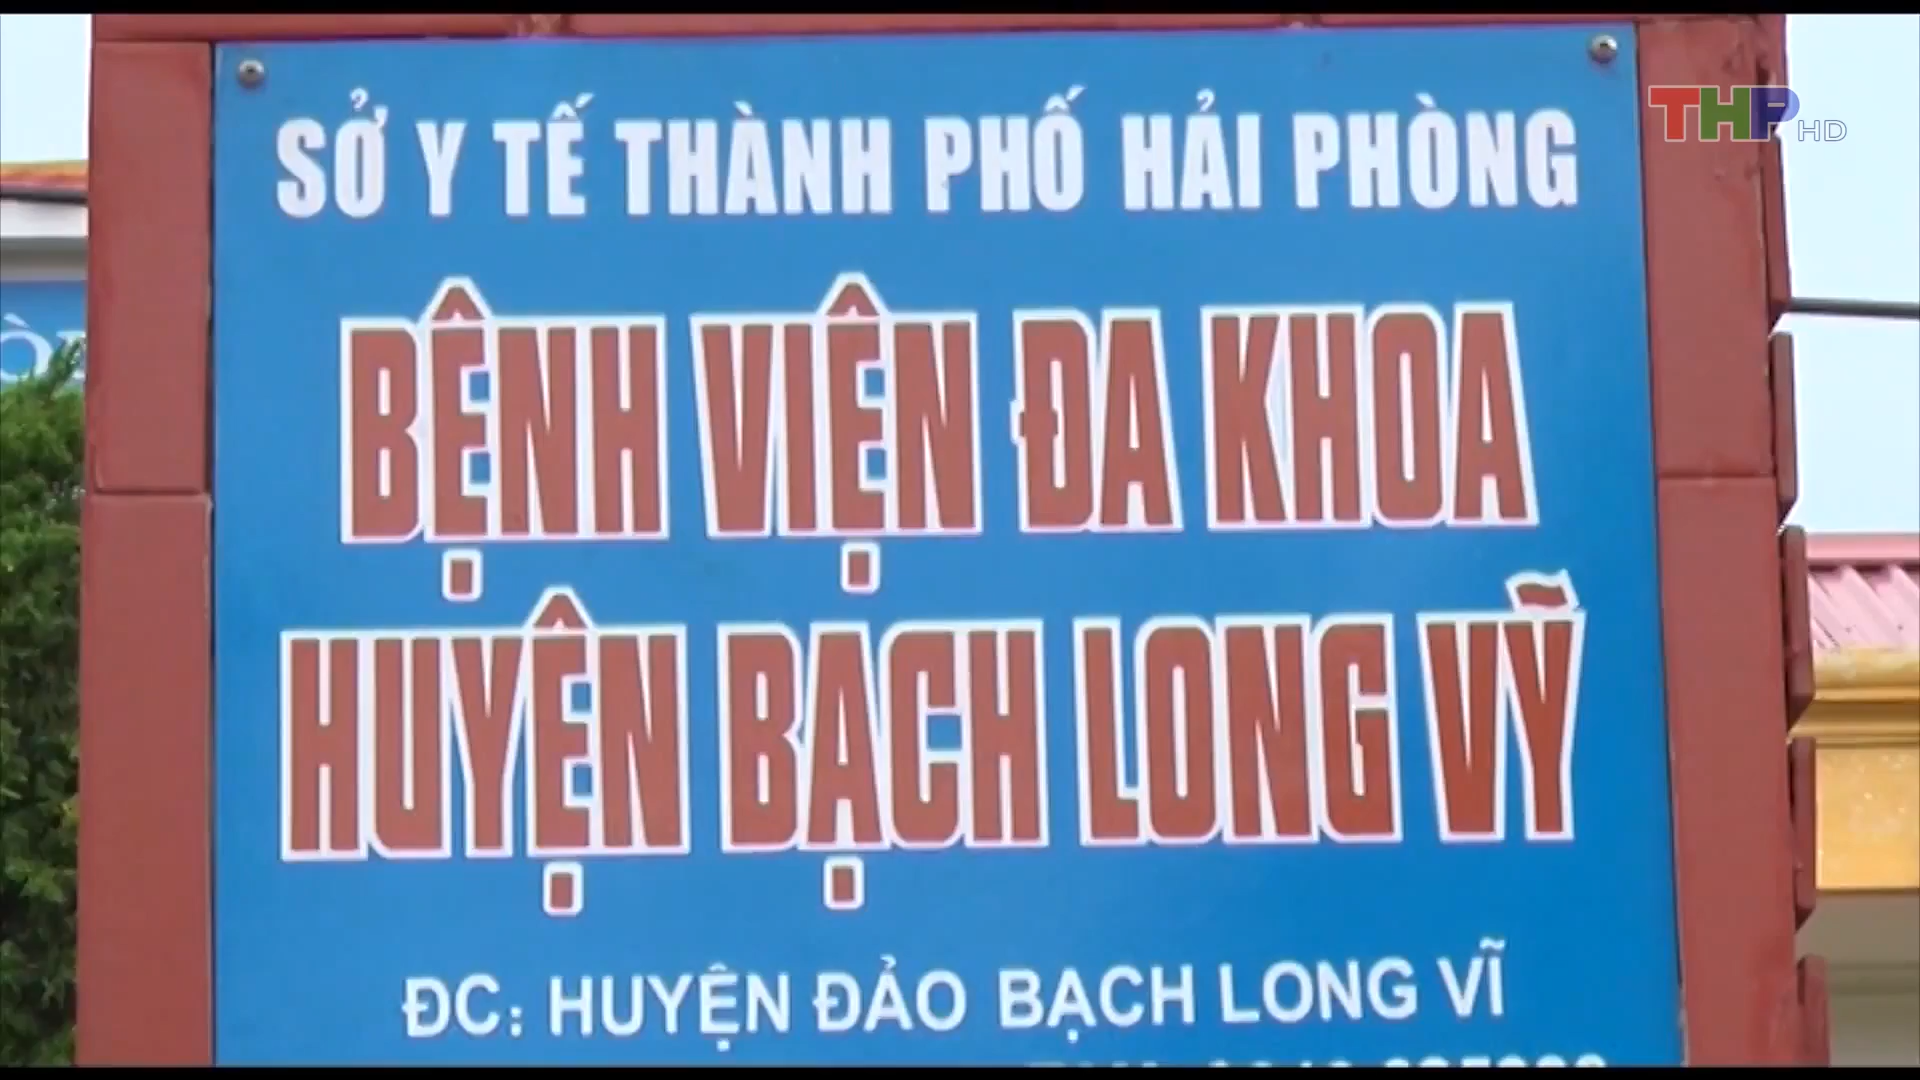 THP HD
SỞ Y TẾ THÀNH PHỐ HẢI PHÒNG
BỆNH VIỆN ĐA KHOA
HUYỆN BẠCH LONG VỸ
ĐC: HUYỆN ĐẢO BẠCH LONG VĨ